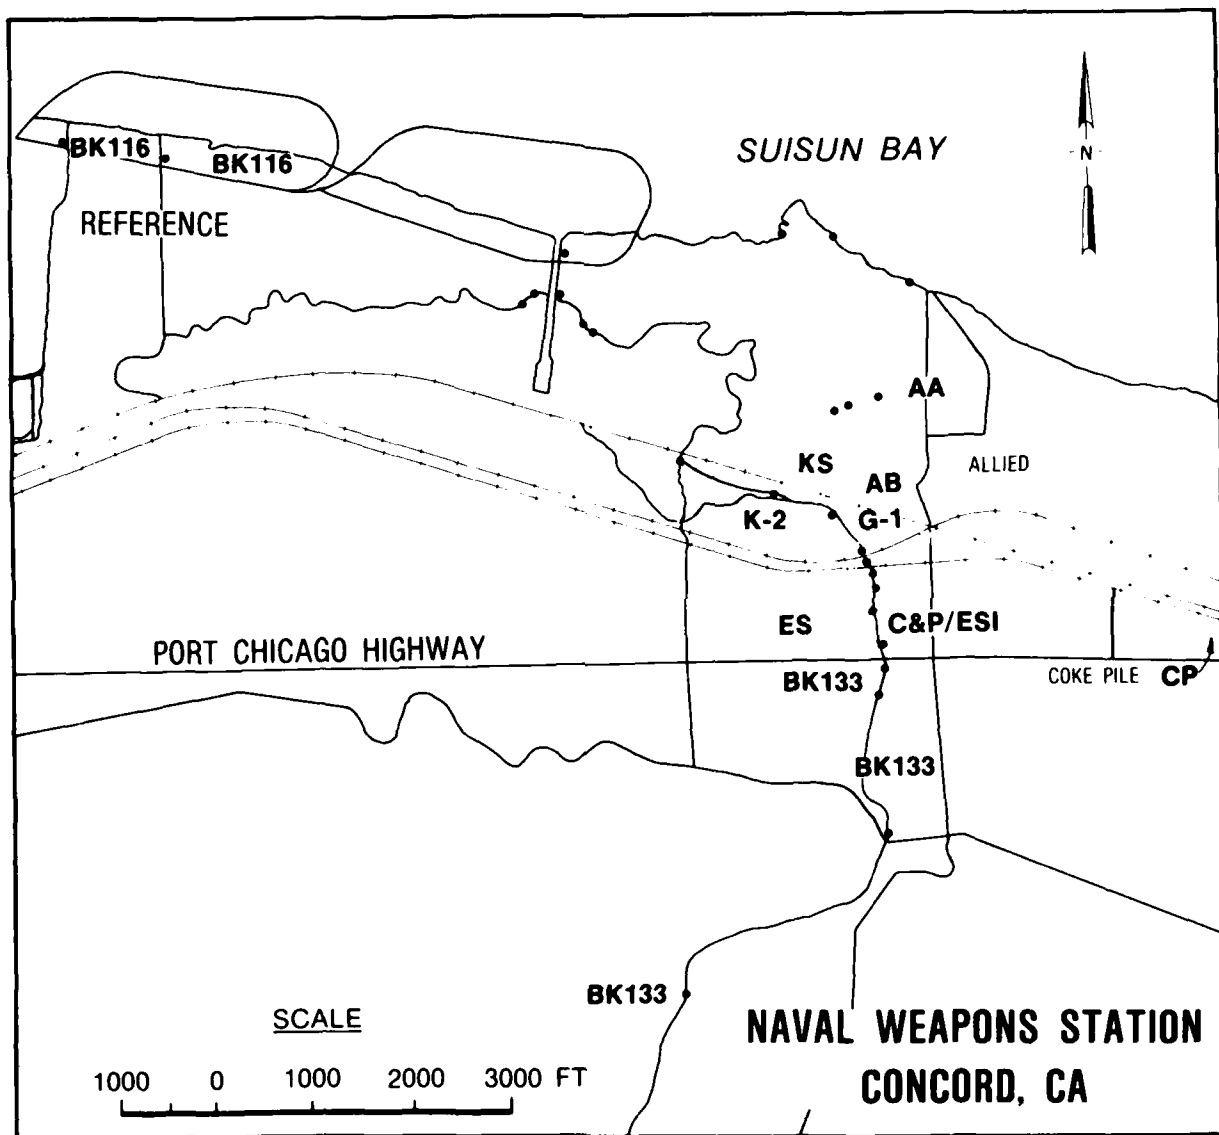 SUISUN BAY
N
BK116
BK116
REFERENCE
AA
KS
ALLIED
AB
K-2
G-1
ES
C&P/ESI
PORT CHICAGO HIGHWAY
BK133
COKE PILE
CP
BK133
BK133
SCALE
1000 0 1000 2000 3000 FT
NAVAL WEAPONS STATION
CONCORD, CA